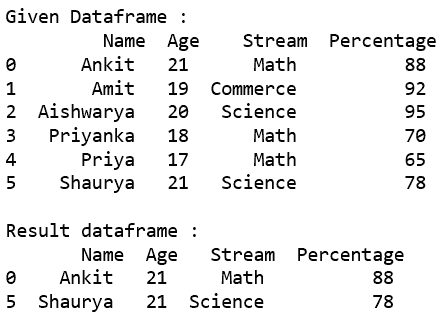 Given Dataframe :
        Name  Age    Stream  Percentage
0      Ankit   21      Math          88
1       Amit   19  Commerce          92
2  Aishwarya   20   Science          95
3   Priyanka   18      Math          70
4      Priya   17      Math          65
5    Shaurya   21   Science          78

Result dataframe :
      Name  Age   Stream  Percentage
0    Ankit   21     Math          88
5  Shaurya   21  Science          78